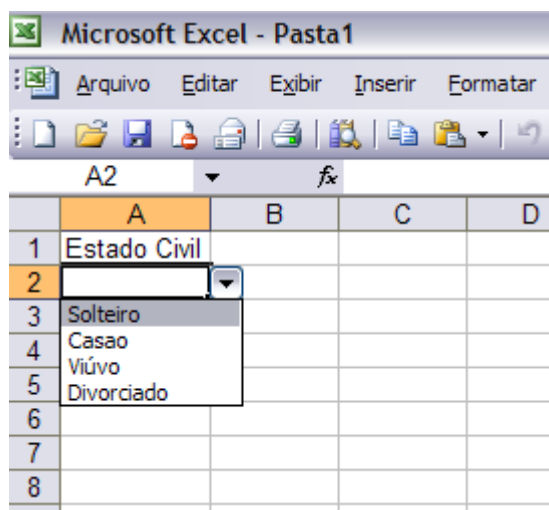 Microsoft Excel - Pasta1
Arquivo Editar Exibir Inserir Formatar
A2 fx
A B C D
1 Estado Civil
2
3 Solteiro
4 Casao
Viúvo
5 Divorciado
6
7
8